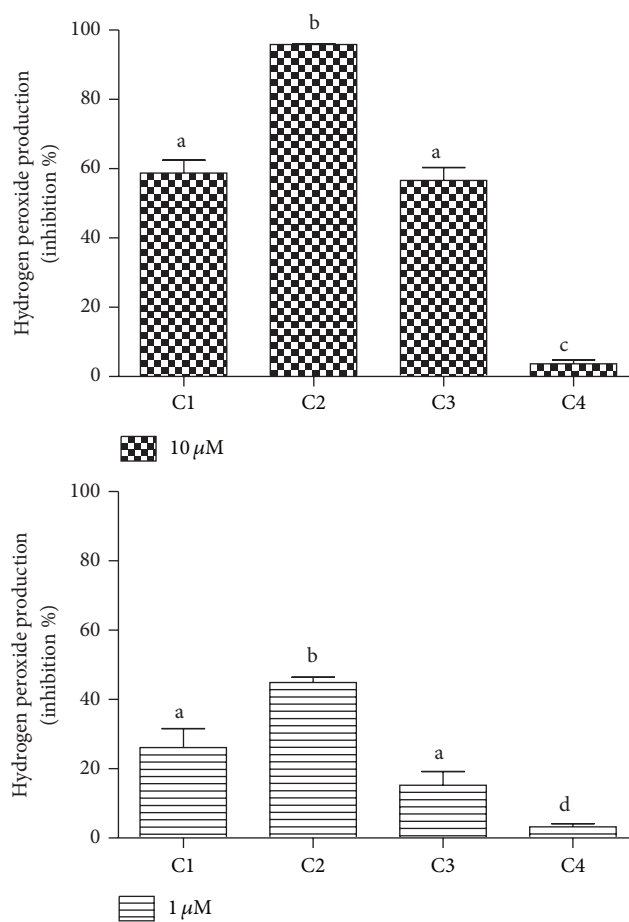 Hydrogen peroxide production
(inhibition %)
100
80
60
40
20
0
a
b
a
c
C1 C2 C3 C4
10 μM
Hydrogen peroxide production
(inhibition %)
100
80
60
40
20
0
a
b
a
d
C1 C2 C3 C4
1 μM